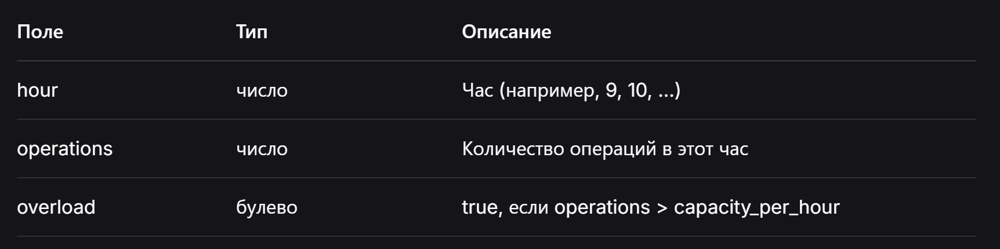 Поле Тип Описание
hour число Час (например, 9, 10, ...)
operations число Количество операций в этот час
overload булево true, если operations > capacity_per_hour